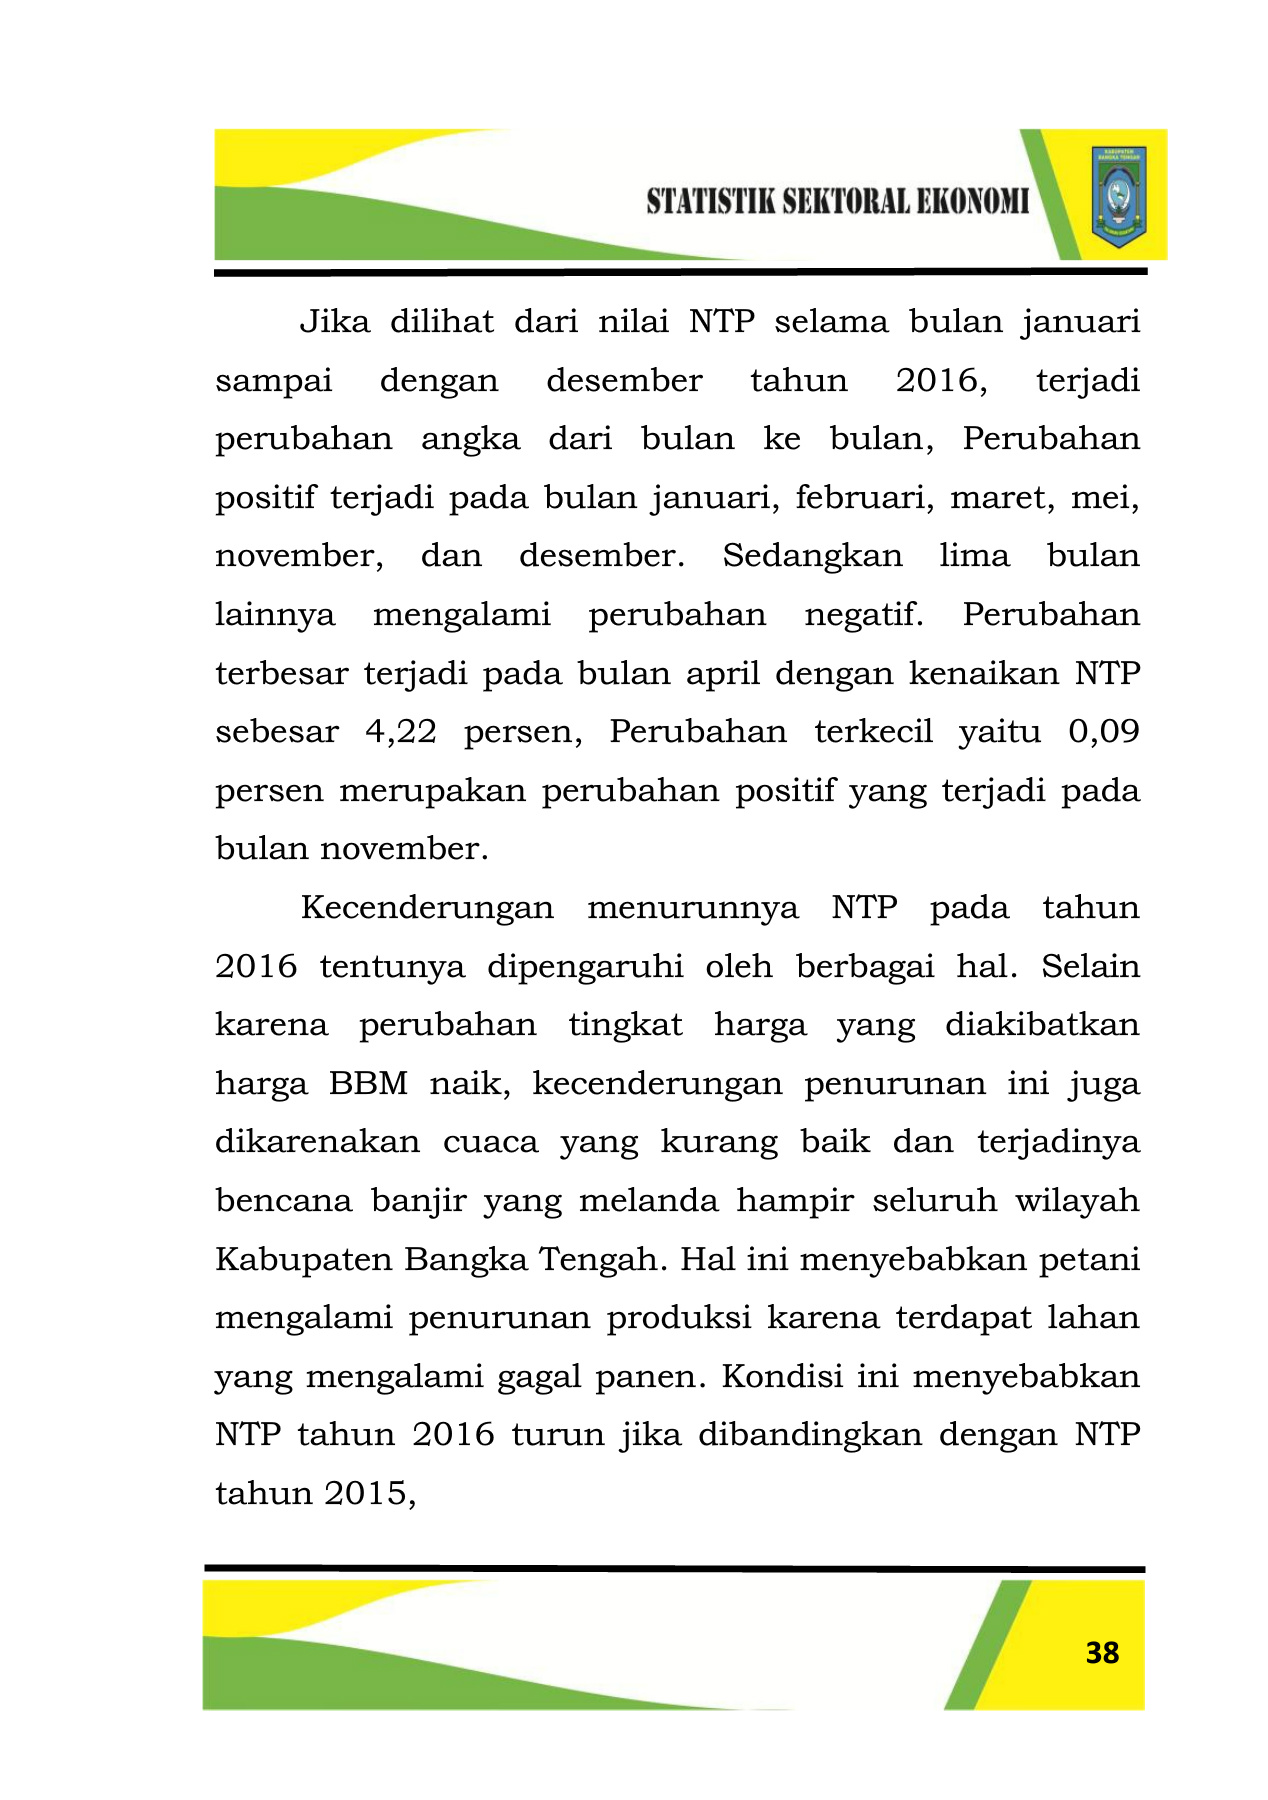 STATISTIK SEKTORAL EKONOMI
KABUPATEN
BANGKA TENGAH
Jika dilihat dari nilai NTP selama bulan januari
sampai dengan desember tahun 2016, terjadi
perubahan angka dari bulan ke bulan, Perubahan
positif terjadi pada bulan januari, februari, maret, mei,
november, dan desember. Sedangkan lima bulan
lainnya mengalami perubahan negatif. Perubahan
terbesar terjadi pada bulan april dengan kenaikan NTP
sebesar 4,22 persen, Perubahan terkecil yaitu 0,09
persen merupakan perubahan positif yang terjadi pada
bulan november.
Kecenderungan menurunnya NTP pada tahun
2016 tentunya dipengaruhi oleh berbagai hal. Selain
karena perubahan tingkat harga yang diakibatkan
harga BBM naik, kecenderungan penurunan ini juga
dikarenakan cuaca yang kurang baik dan terjadinya
bencana banjir yang melanda hampir seluruh wilayah
Kabupaten Bangka Tengah. Hal ini menyebabkan petani
mengalami penurunan produksi karena terdapat lahan
yang mengalami gagal panen. Kondisi ini menyebabkan
NTP tahun 2016 turun jika dibandingkan dengan NTP
tahun 2015,
38